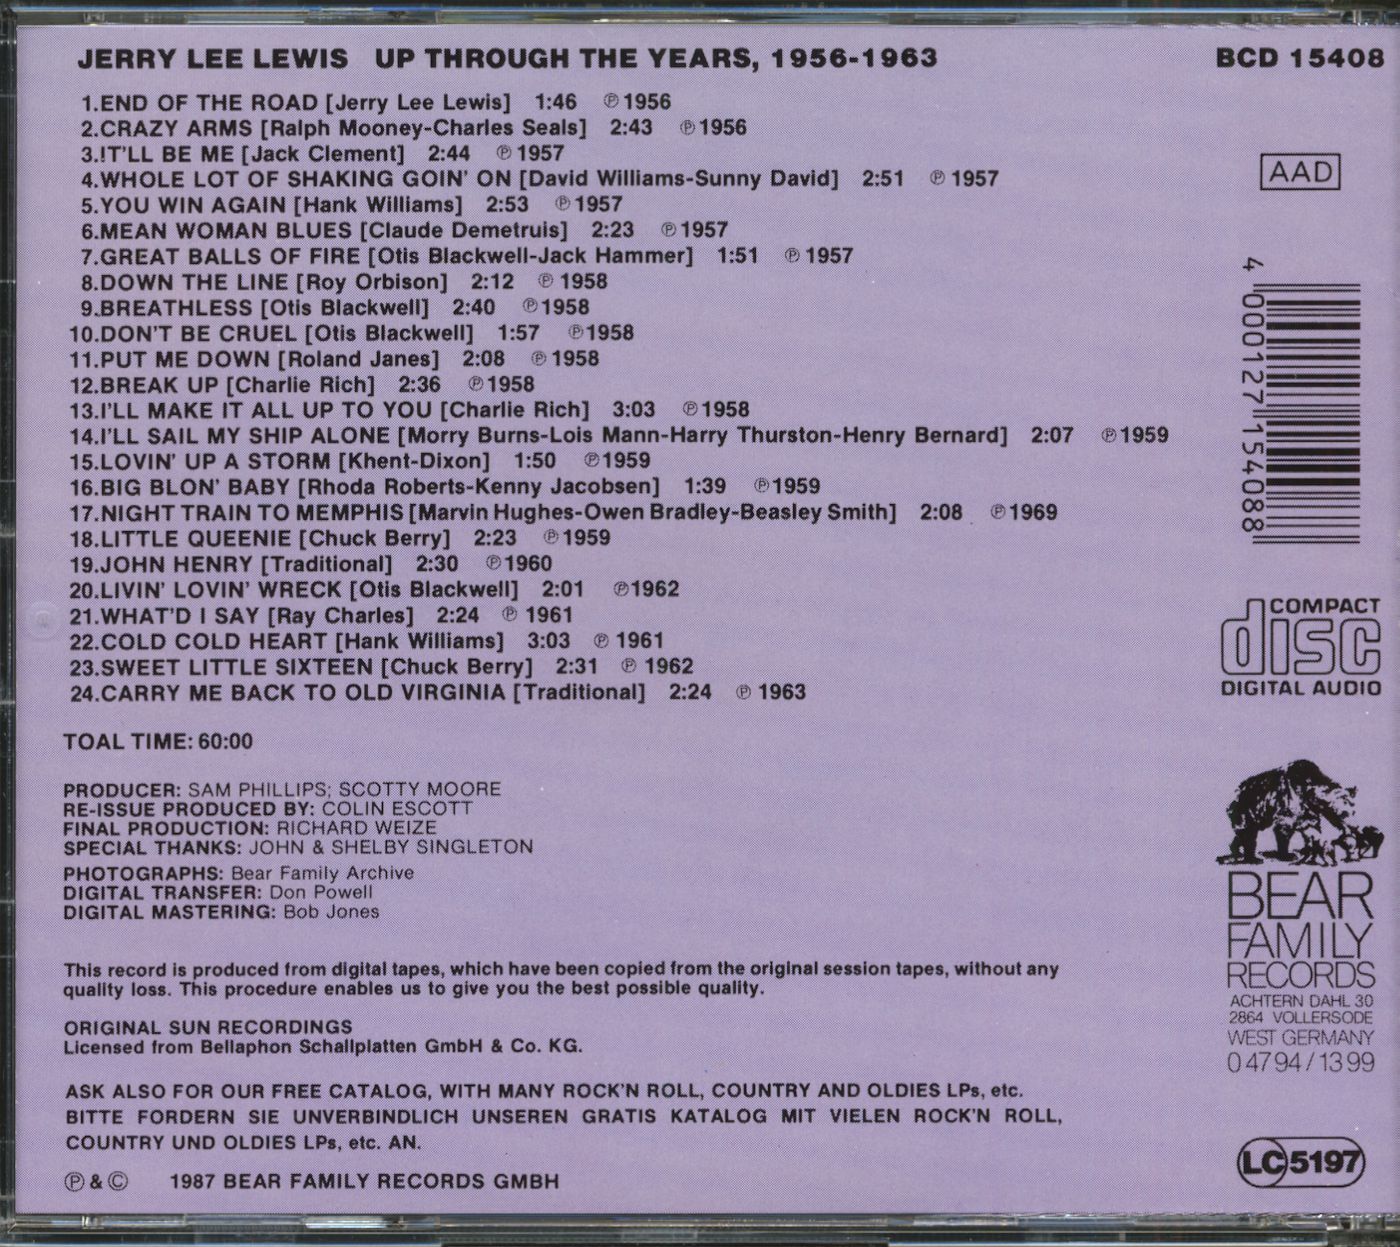 JERRY LEE LEWIS UP THROUGH THE YEARS, 1956-1963 BCD 15408
1.END OF THE ROAD [Jerry Lee Lewis] 1:46 ℗1956
2.CRAZY ARMS [Ralph Mooney-Charles Seals] 2:43 ℗1956
3.IT'LL BE ME [Jack Clement] 2:44 ℗1957
4.WHOLE LOT OF SHAKING GOIN' ON [David Williams-Sunny David] 2:51 ℗1957
5.YOU WIN AGAIN [Hank Williams] 2:53 ℗1957
6.MEAN WOMAN BLUES [Claude Demetruis] 2:23 ℗1957
7.GREAT BALLS OF FIRE [Otis Blackwell-Jack Hammer] 1:51 ℗1957
8.DOWN THE LINE [Roy Orbison] 2:12 ℗1958
9.BREATHLESS [Otis Blackwell] 2:40 ℗1958
10.DON'T BE CRUEL [Otis Blackwell] 1:57 ℗1958
11.PUT ME DOWN [Roland Janes] 2:08 ℗1958
12.BREAK UP [Charlie Rich] 2:36 ℗1958
13.I'LL MAKE IT ALL UP TO YOU [Charlie Rich] 3:03 ℗1958
14.I'LL SAIL MY SHIP ALONE [Morry Burns-Lois Mann-Harry Thurston-Henry Bernard] 2:07 ℗1959
15.LOVIN' UP A STORM [Khent-Dixon] 1:50 ℗1959
16.BIG BLON' BABY [Rhoda Roberts-Kenny Jacobsen] 1:39 ℗1959
17.NIGHT TRAIN TO MEMPHIS [Marvin Hughes-Owen Bradley-Beasley Smith] 2:08 ℗1969
18.LITTLE QUEENIE [Chuck Berry] 2:23 ℗1959
19.JOHN HENRY [Traditional] 2:30 ℗1960
20.LIVIN' LOVIN' WRECK [Otis Blackwell] 2:01 ℗1962
21.WHAT'D I SAY [Ray Charles] 2:24 ℗ 1961
22.COLD COLD HEART [Hank Williams] 3:03 ℗ 1961
23.SWEET LITTLE SIXTEEN [Chuck Berry] 2:31 ℗ 1962
24.CARRY ME BACK TO OLD VIRGINIA [Traditional] 2:24 ℗ 1963
TOAL TIME: 60:00
PRODUCER: SAM PHILLIPS; SCOTTY MOORE
RE-ISSUE PRODUCED BY: COLIN ESCOTT
FINAL PRODUCTION: RICHARD WEIZE
SPECIAL THANKS: JOHN & SHELBY SINGLETON
PHOTOGRAPHS: Bear Family Archive
DIGITAL TRANSFER: Don Powell
DIGITAL MASTERING: Bob Jones
This record is produced from digital tapes, which have been copied from the original session tapes, without any
quality loss. This procedure enables us to give you the best possible quality.
ORIGINAL SUN RECORDINGS
Licensed from Bellaphon Schallplatten GmbH & Co. KG.
ASK ALSO FOR OUR FREE CATALOG, WITH MANY ROCK'N ROLL, COUNTRY AND OLDIES LPs, etc.
BITTE FORDERN SIE UNVERBINDLICH UNSEREN GRATIS KATALOG MIT VIELEN ROCK'N ROLL,
COUNTRY UND OLDIES LPs, etc. AN.
℗ & © 1987 BEAR FAMILY RECORDS GMBH
AAD
4 000127 154088
COMPACT
disc
DIGITAL AUDIO
BEAR
FAMILY
RECORDS
ACHTERN DAHL 30
2864 VOLLERSODE
WEST GERMANY
0 47 94 / 13 99
LC 5197